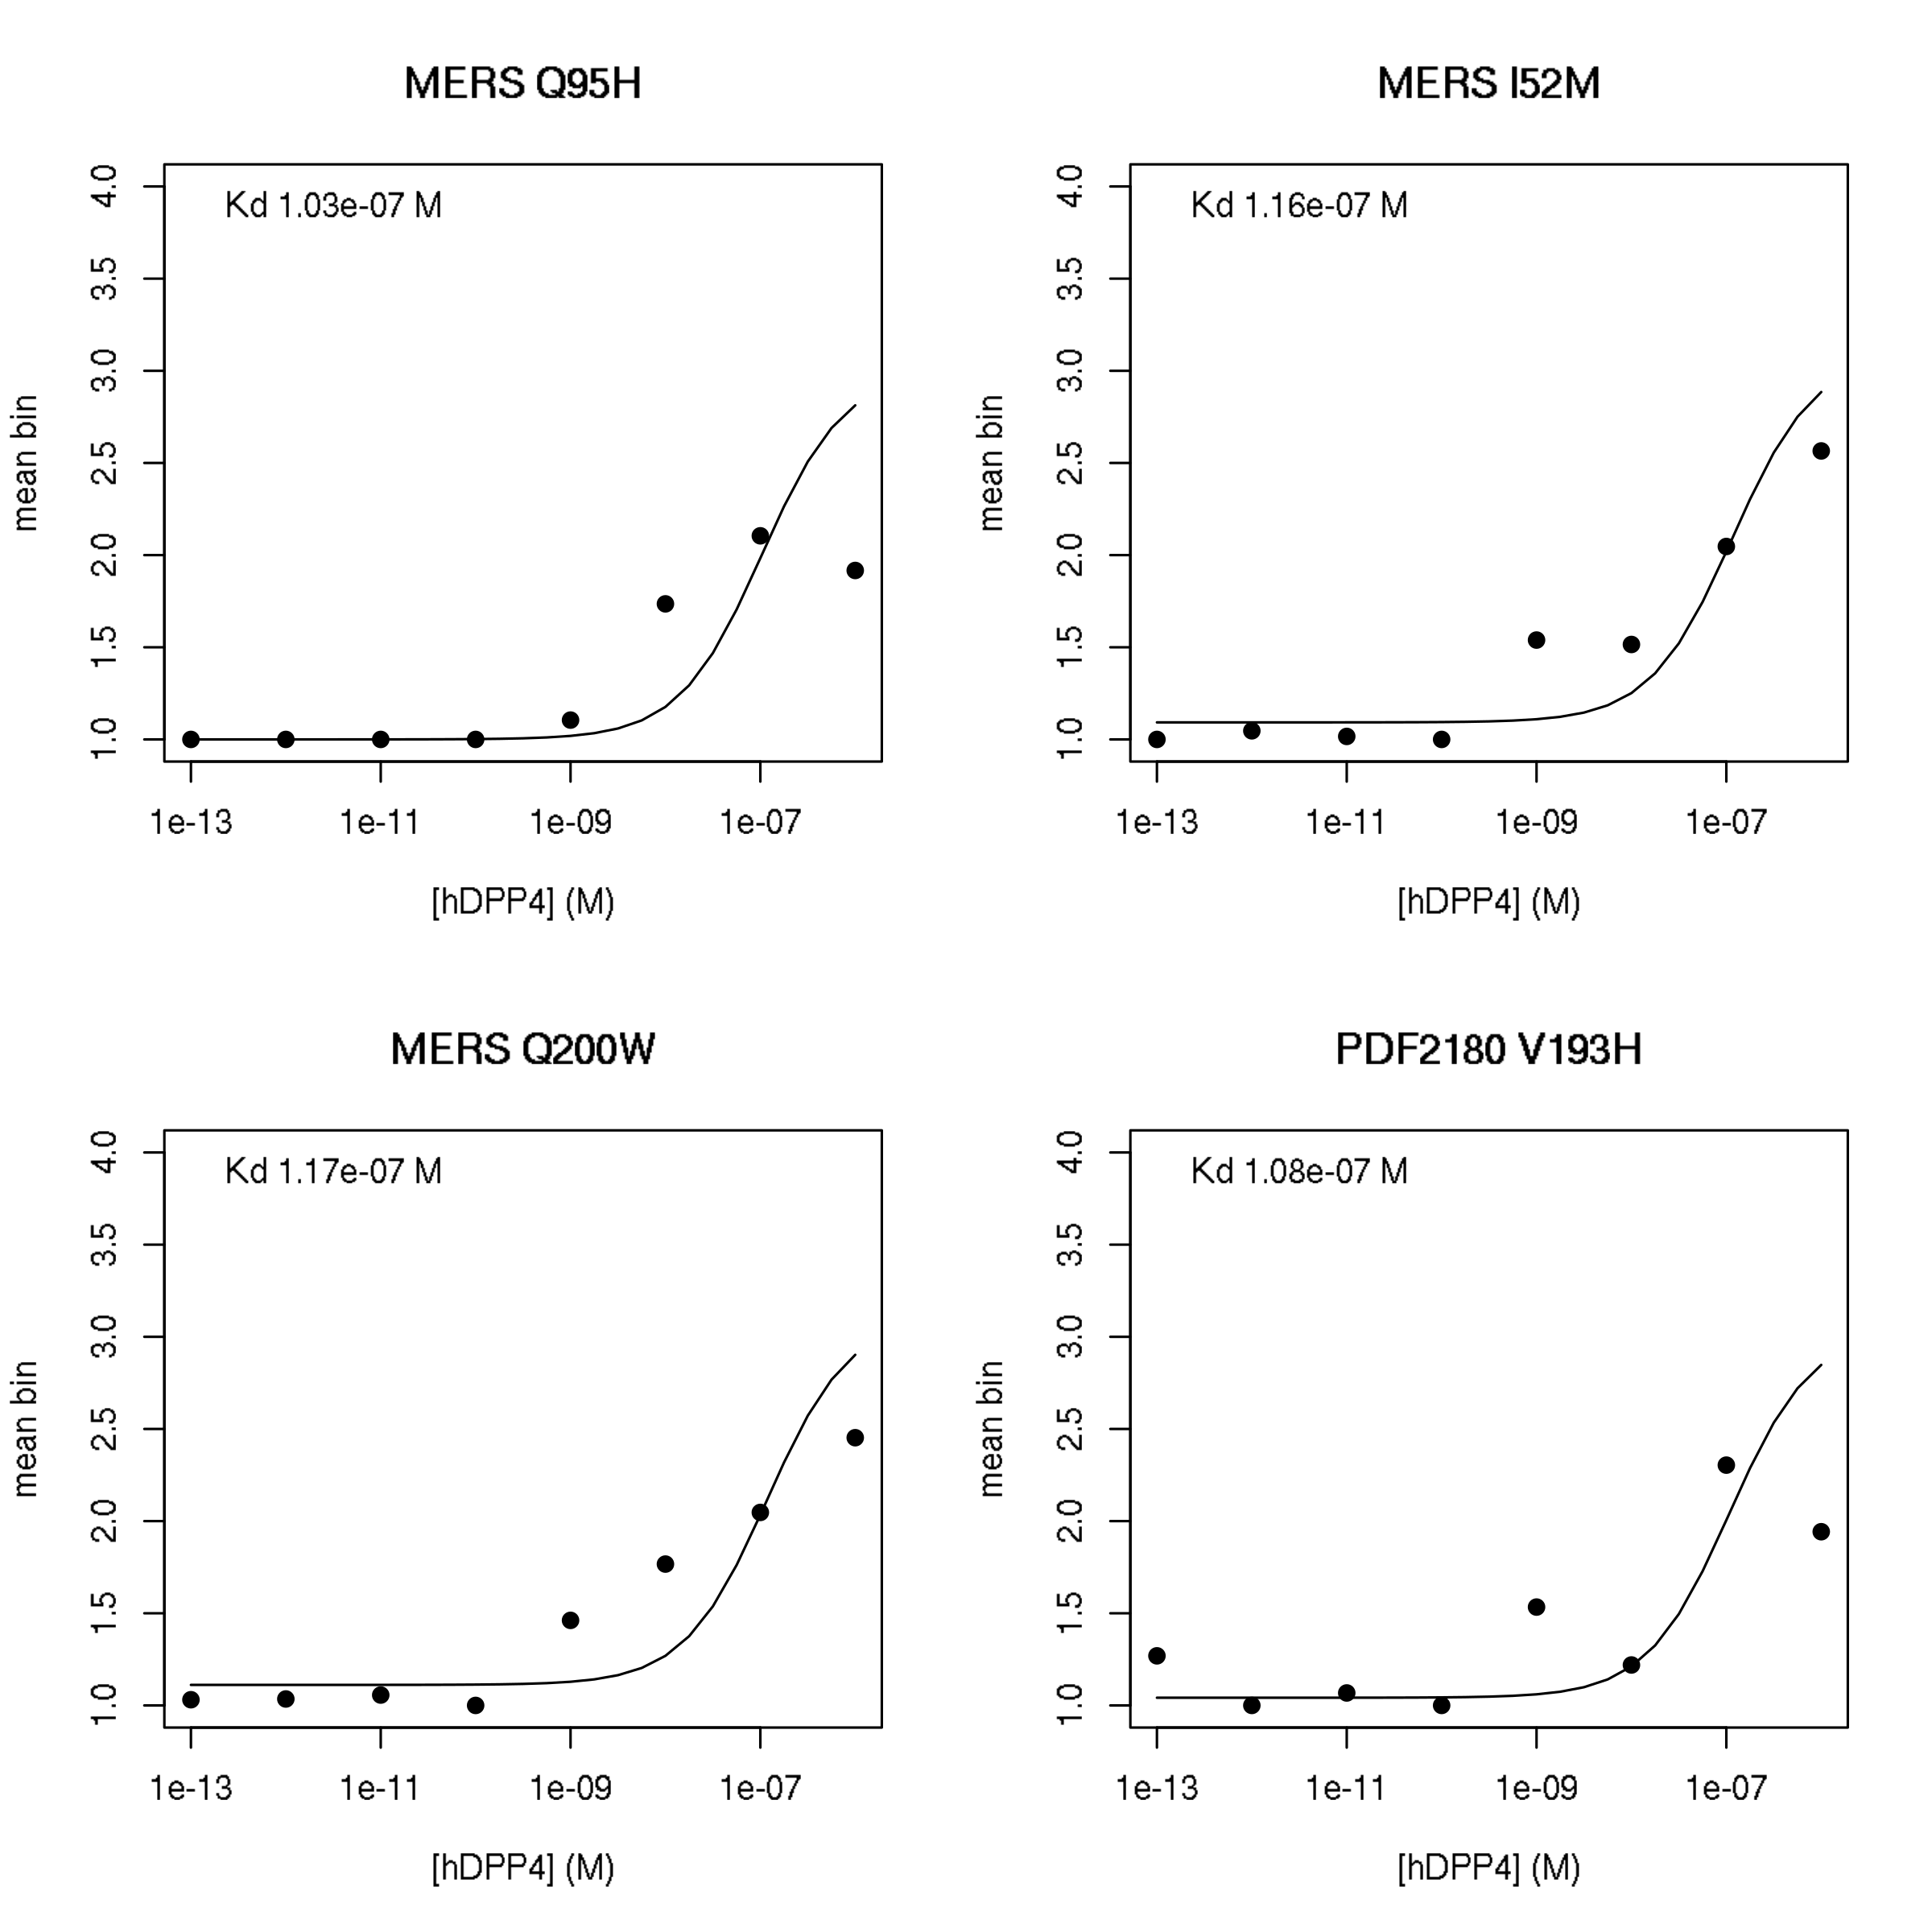 MERS Q95H
Kd 1.03e-07 M
mean bin
4.0
3.5
3.0
2.5
2.0
1.5
1.0
1e-13 1e-11 1e-09 1e-07
[hDPP4] (M)
MERS I52M
Kd 1.16e-07 M
mean bin
4.0
3.5
3.0
2.5
2.0
1.5
1.0
1e-13 1e-11 1e-09 1e-07
[hDPP4] (M)
MERS Q200W
Kd 1.17e-07 M
mean bin
4.0
3.5
3.0
2.5
2.0
1.5
1.0
1e-13 1e-11 1e-09 1e-07
[hDPP4] (M)
PDF2180 V193H
Kd 1.08e-07 M
mean bin
4.0
3.5
3.0
2.5
2.0
1.5
1.0
1e-13 1e-11 1e-09 1e-07
[hDPP4] (M)